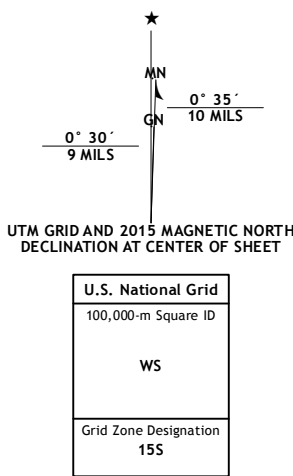 ★
MN
0° 35´
10 MILS
GN
0° 30´
9 MILS
UTM GRID AND 2015 MAGNETIC NORTH
DECLINATION AT CENTER OF SHEET
U.S. National Grid
100,000-m Square ID
WS
Grid Zone Designation
15S